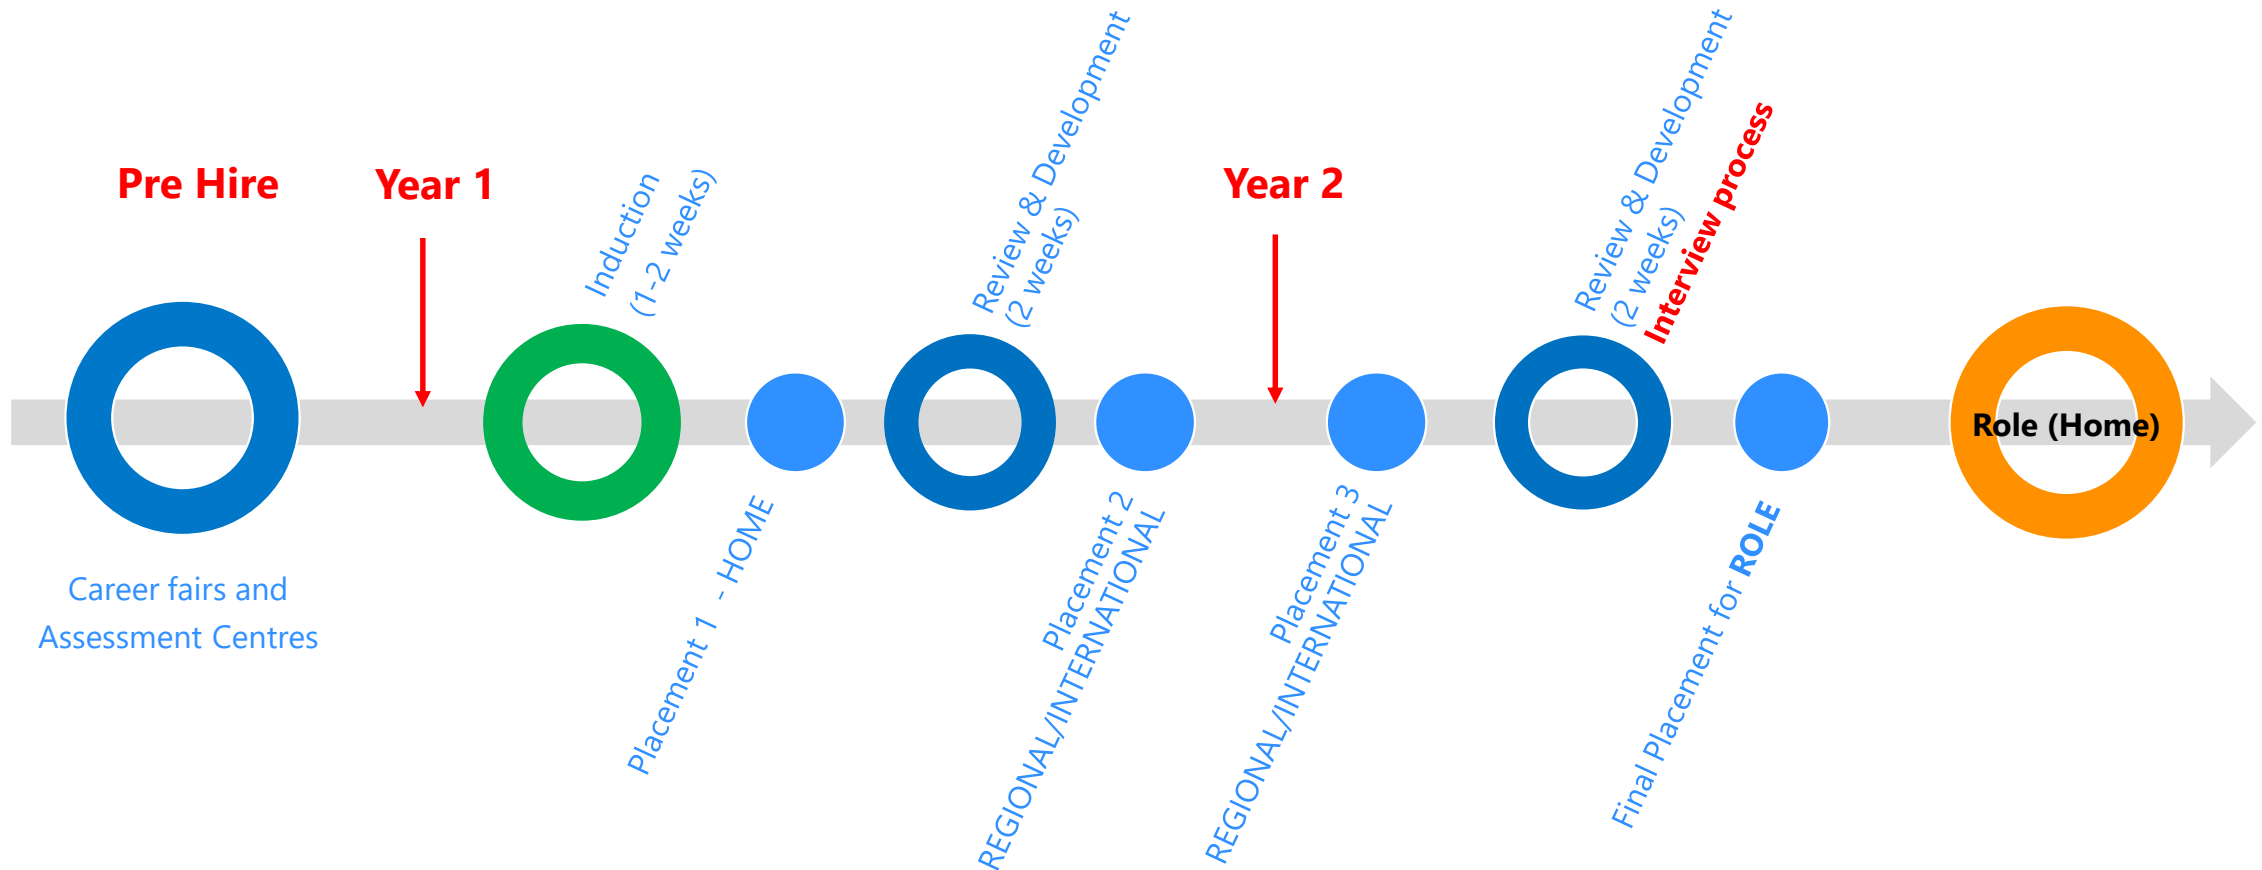 Pre Hire
Career fairs and
Assessment Centres
Year 1
Induction
(1-2 weeks)
Placement 1 - HOME
Review & Development
(2 weeks)
Placement 2
REGIONAL/INTERNATIONAL
Year 2
Placement 3
REGIONAL/INTERNATIONAL
Review & Development
(2 weeks)
Interview process
Final Placement for ROLE
Role (Home)